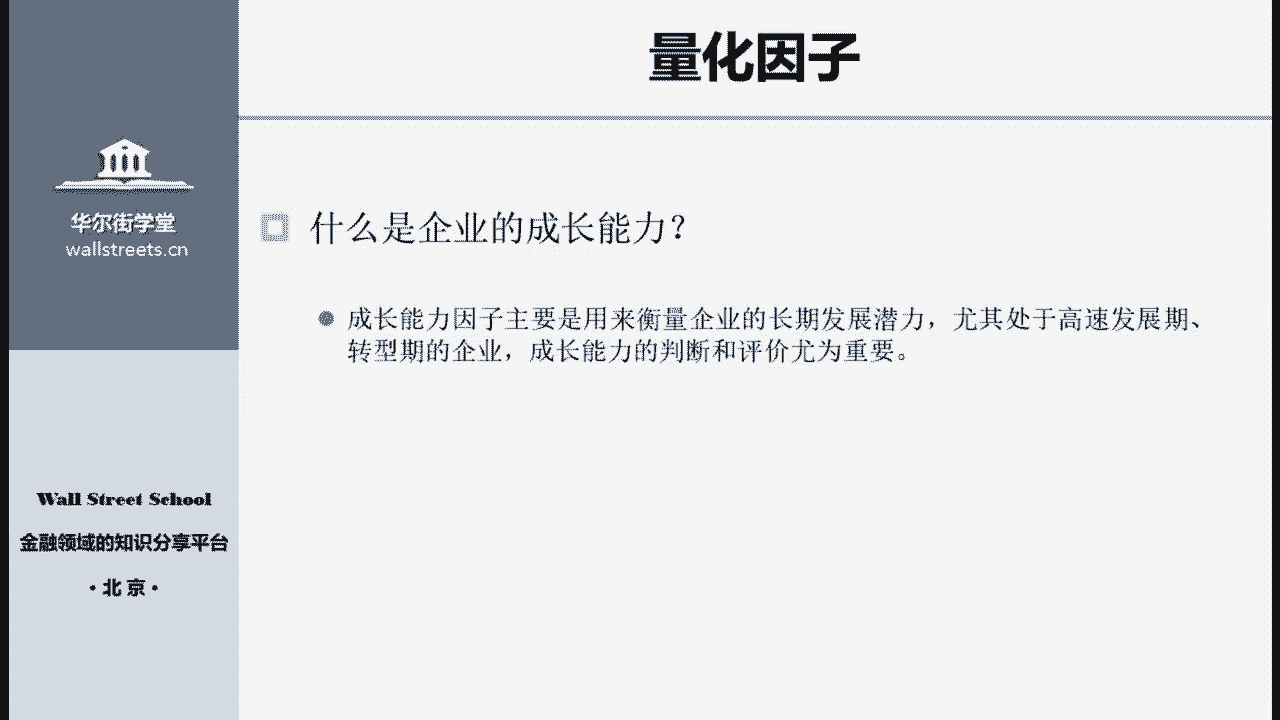 量化因子
华尔街学堂
wallstreets.cn
什么是企业的成长能力？
成长能力因子主要是用来衡量企业的长期发展潜力，尤其处于高速发展期、
转型期的企业，成长能力的判断和评价尤为重要。
Wall Street School
金融领域的知识分享平台
·北京·